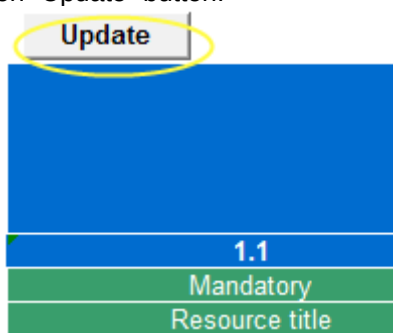 on "Update" button.
Update
1.1
Mandatory
Resource title